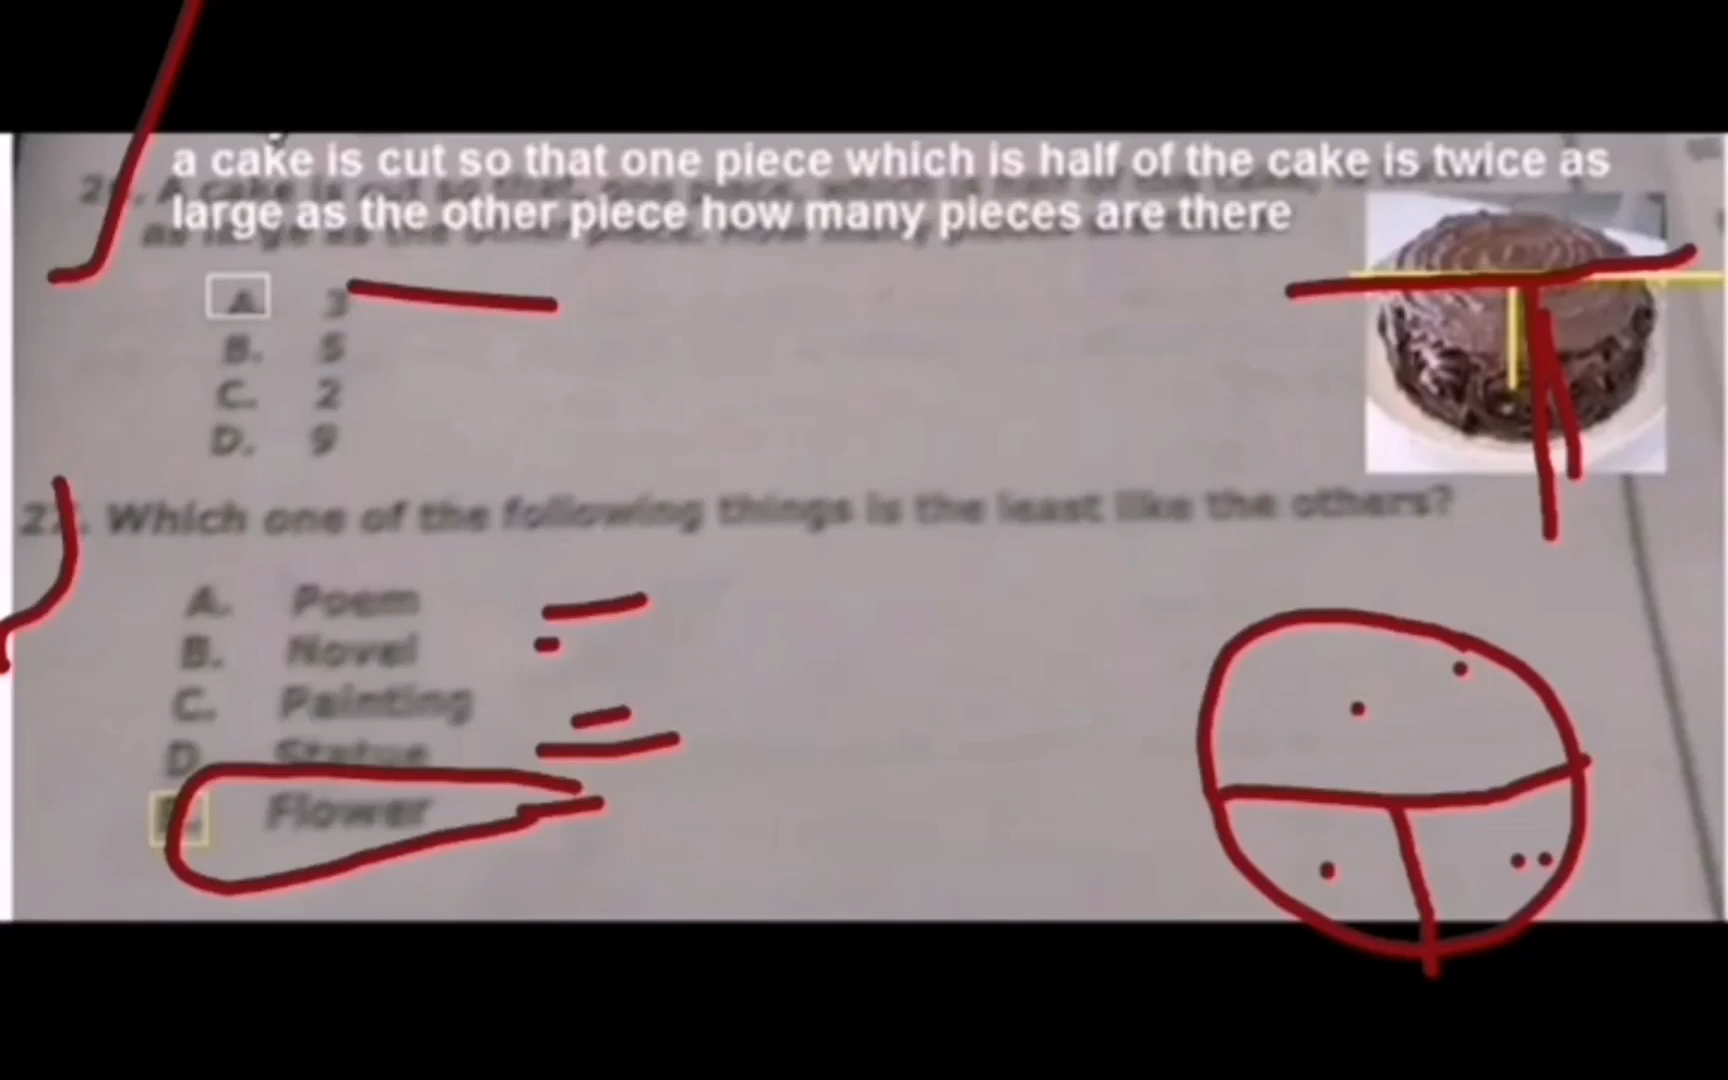 a cake is cut so that one piece which is half of the cake is twice as
large as the other piece how many pieces are there
A. 3
B. 5
C. 2
D. 9
Which one of the following things is the least like the others?
A. Poem
B. Novel
C. Painting
D. Statue
Flower